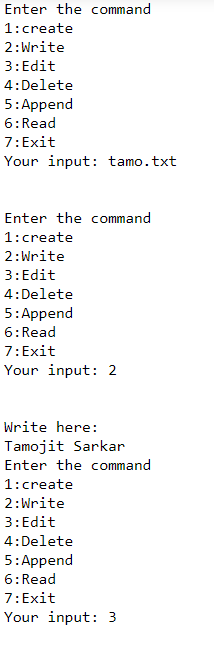 Enter the command
1:create
2:Write
3:Edit
4:Delete
5:Append
6:Read
7:Exit
Your input: tamo.txt
Enter the command
1:create
2:Write
3:Edit
4:Delete
5:Append
6:Read
7:Exit
Your input: 2
Write here:
Tamojit Sarkar
Enter the command
1:create
2:Write
3:Edit
4:Delete
5:Append
6:Read
7:Exit
Your input: 3